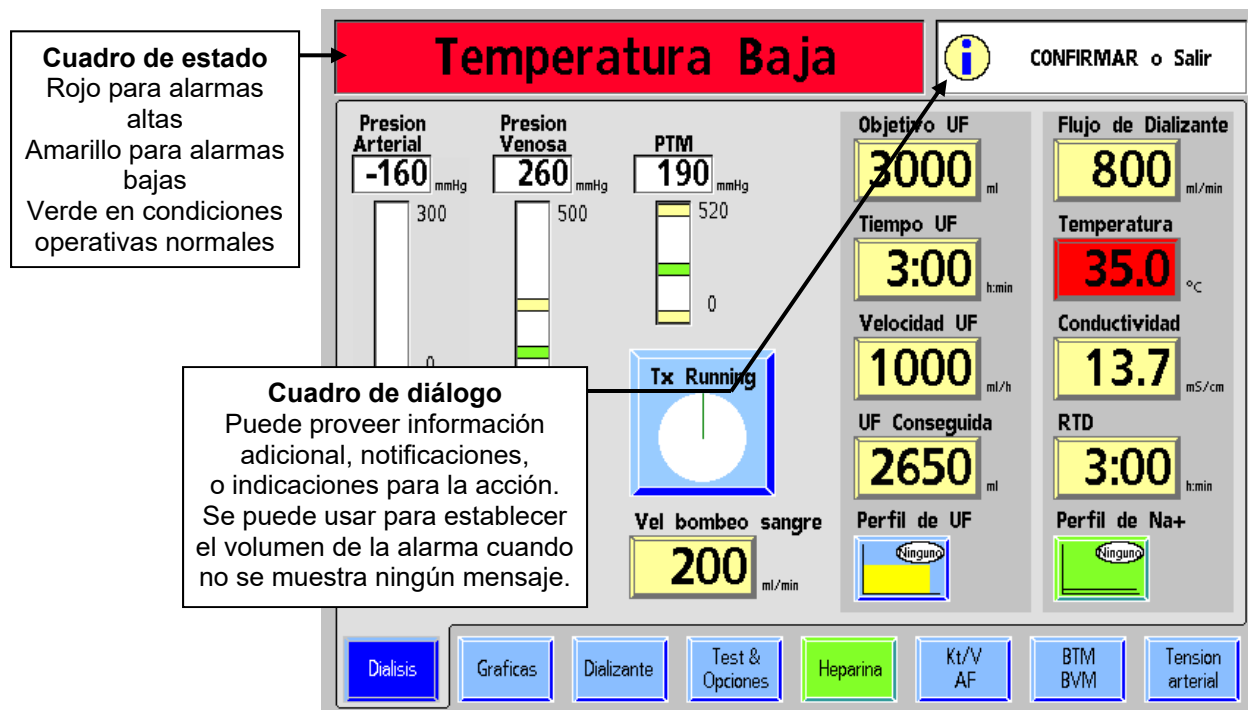 Cuadro de estado
Rojo para alarmas
altas
Amarillo para alarmas
bajas
Verde en condiciones
operativas normales
Temperatura Baja
i
CONFIRMAR o Salir
Presion
Arterial
-160 mmHg
300
0
Presion
Venosa
260 mmHg
500
PTM
190 mmHg
520
0
Objetivo UF
3000 ml
Tiempo UF
3:00 h:min
Velocidad UF
1000 ml/h
UF Conseguida
2650 ml
Perfil de UF
Ninguno
Flujo de Dializante
800 ml/min
Temperatura
35.0 °C
Conductividad
13.7 mS/cm
RTD
3:00 h:min
Perfil de Na+
Ninguno
Cuadro de diálogo
Puede proveer información
adicional, notificaciones,
o indicaciones para la acción.
Se puede usar para establecer
el volumen de la alarma cuando
no se muestra ningún mensaje.
Tx Running
Vel bombeo sangre
200 ml/min
Dialisis
Graficas
Dializante
Test &
Opciones
Heparina
Kt/V
AF
BTM
BVM
Tension
arterial